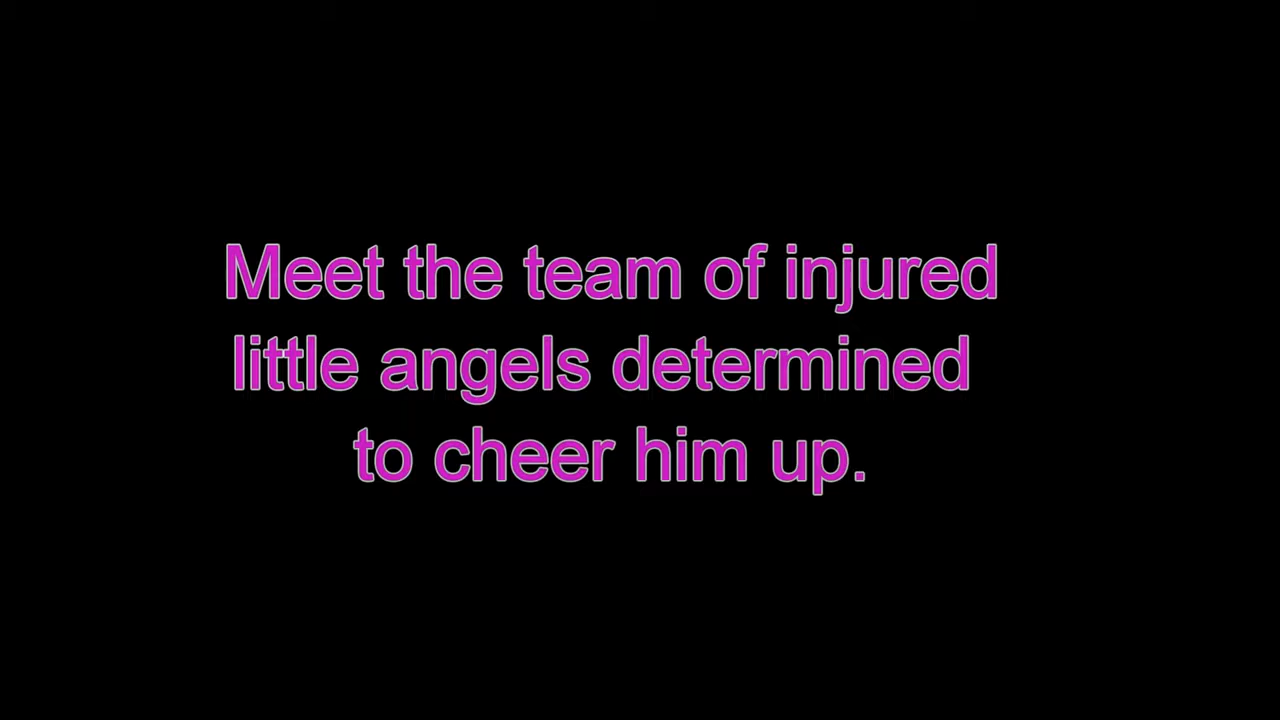 Meet the team of injured
little angels determined
to cheer him up.